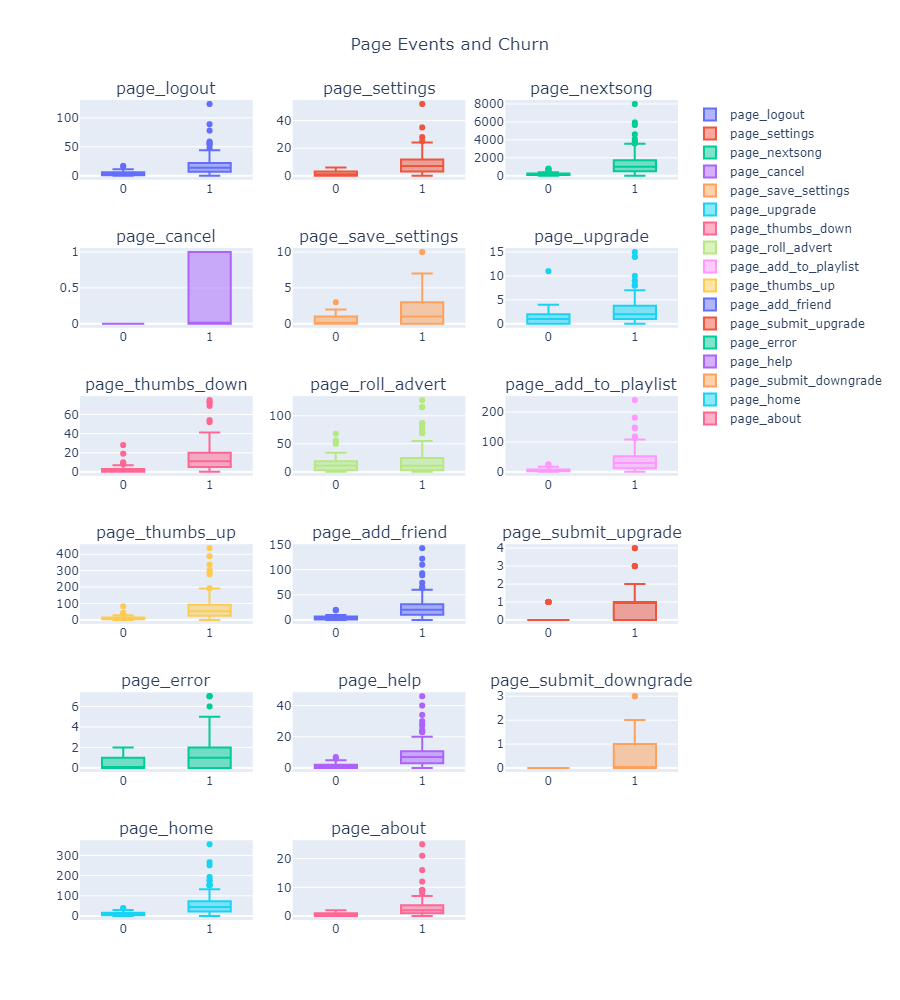 Page Events and Churn
page_logout
page_settings
page_nextsong
100
50
0
0
1
40
20
0
0
1
8000
6000
4000
2000
0
0
1
page_cancel
page_save_settings
page_upgrade
1
0.5
0
0
1
10
5
0
0
1
15
10
5
0
0
1
page_thumbs_down
page_roll_advert
page_add_to_playlist
60
40
20
0
0
1
100
50
0
0
1
200
100
0
0
1
page_thumbs_up
page_add_friend
page_submit_upgrade
400
300
200
100
0
0
1
150
100
50
0
0
1
4
3
2
1
0
0
1
page_error
page_help
page_submit_downgrade
6
4
2
0
0
1
40
20
0
0
1
3
2
1
0
0
1
page_home
page_about
300
200
100
0
0
1
20
10
0
0
1
page_logout
page_settings
page_nextsong
page_cancel
page_save_settings
page_upgrade
page_thumbs_down
page_roll_advert
page_add_to_playlist
page_thumbs_up
page_add_friend
page_submit_upgrade
page_error
page_help
page_submit_downgrade
page_home
page_about